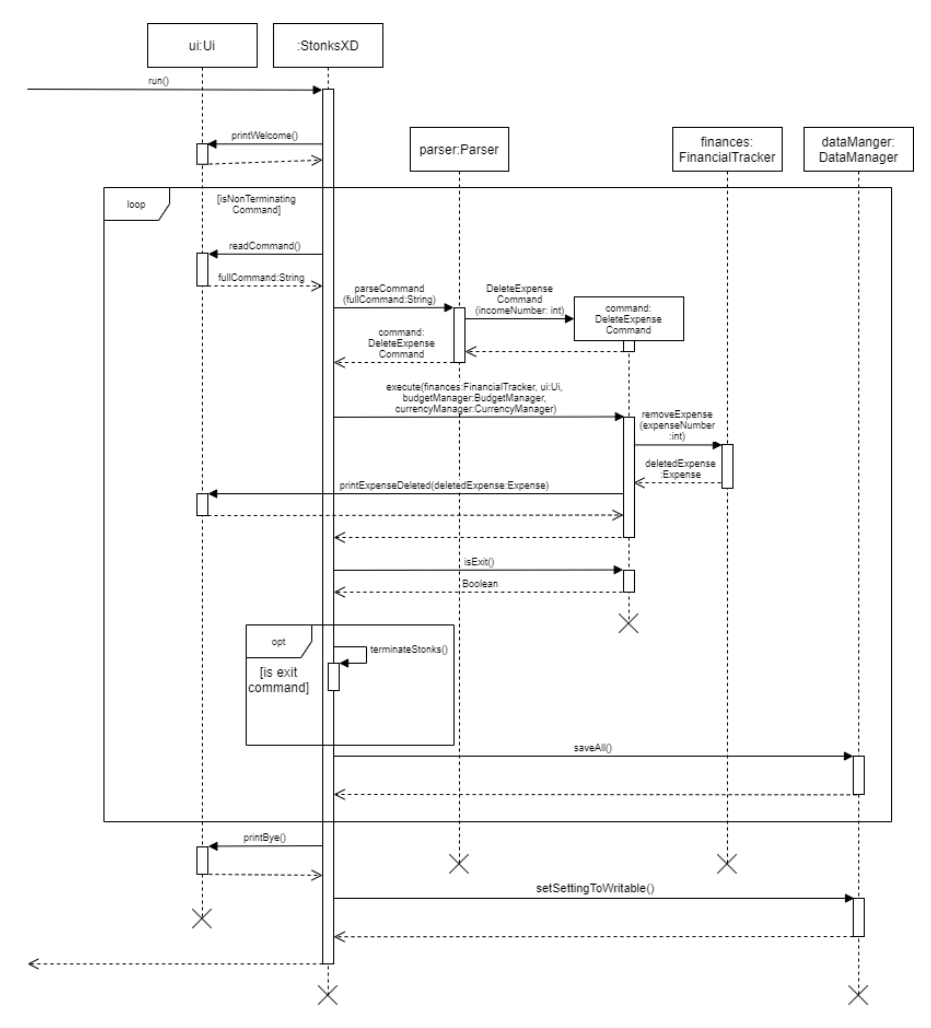 ui:Ui
:StonksXD
run()
printWelcome()
parser:Parser
finances:
FinancialTracker
dataManger:
DataManager
loop
[isNonTerminating
Command]
readCommand()
fullCommand:String
parseCommand
(fullCommand:String)
DeleteExpense
Command
(incomeNumber: int)
command:
DeleteExpense
Command
command:
DeleteExpense
Command
execute(finances:FinancialTracker, ui:Ui,
budgetManager:BudgetManager,
currencyManager:CurrencyManager)
removeExpense
(expenseNumber
:int)
deletedExpense
:Expense
printExpenseDeleted(deletedExpense:Expense)
isExit()
Boolean
opt
terminateStonks()
[is exit
command]
saveAll()
printBye()
setSettingToWritable()